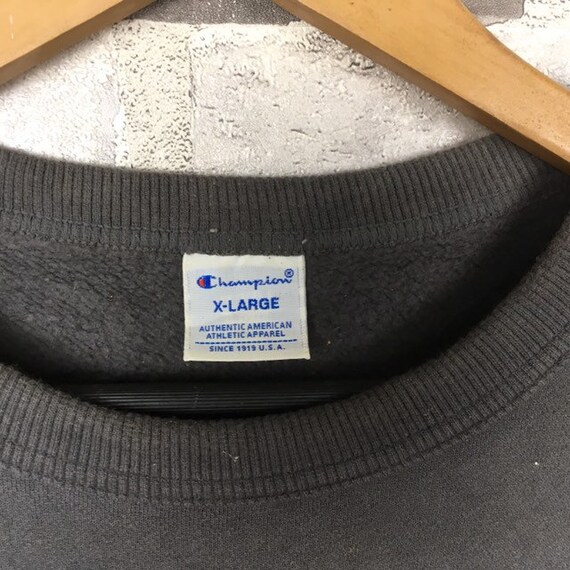 Champion®
X-LARGE
AUTHENTIC AMERICAN
ATHLETIC APPAREL
SINCE 1919 U.S.A.